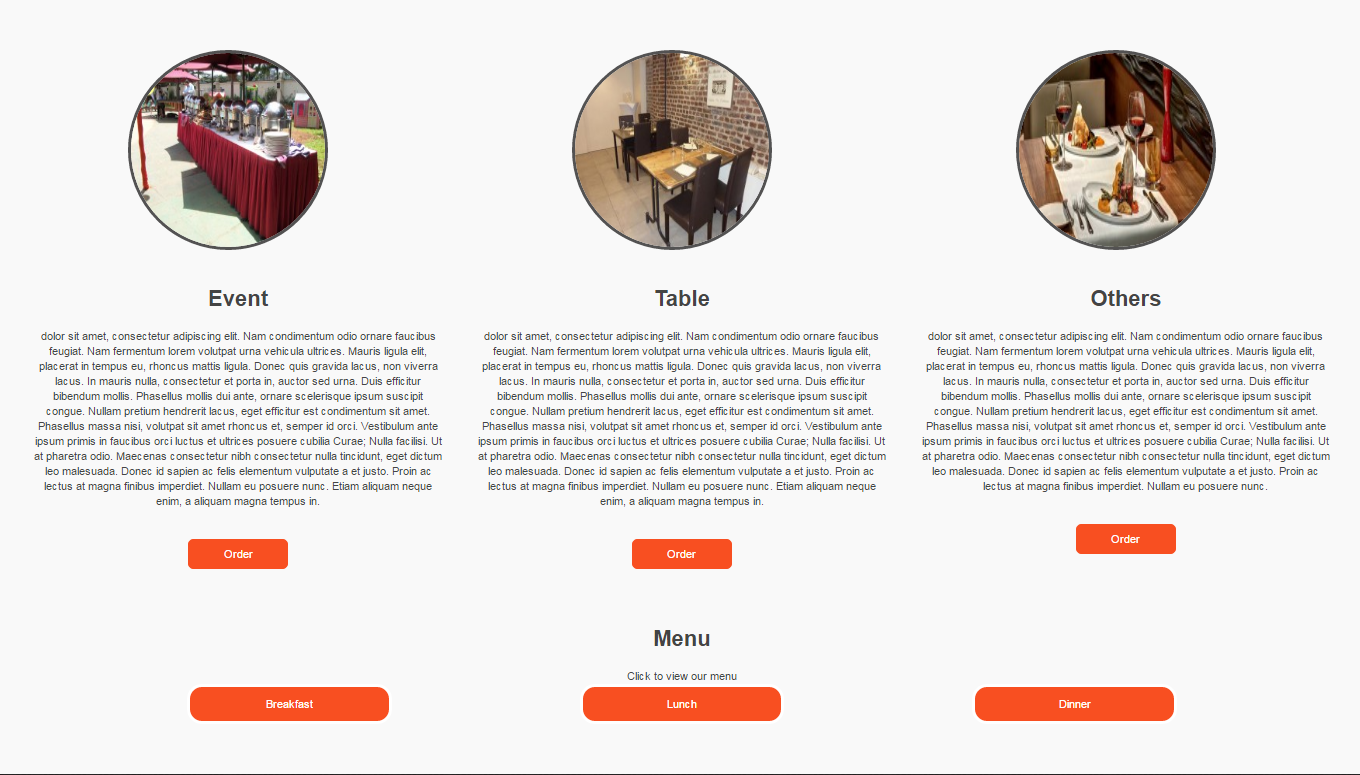 Event
dolor sit amet, consectetur adipiscing elit. Nam condimentum odio ornare faucibus
feugiat. Nam fermentum lorem volutpat urna vehicula ultrices. Mauris ligula elit,
placerat in tempus eu, rhoncus mattis ligula. Donec quis gravida lacus, non viverra
lacus. In mauris nulla, consectetur et porta in, auctor sed urna. Duis efficitur
bibendum mollis. Phasellus mollis dui ante, ornare scelerisque ipsum suscipit
congue. Nullam pretium hendrerit lacus, eget efficitur est condimentum sit amet.
Phasellus massa nisi, volutpat sit amet rhoncus et, semper id orci. Vestibulum ante
ipsum primis in faucibus orci luctus et ultrices posuere cubilia Curae; Nulla facilisi. Ut
at pharetra odio. Maecenas consectetur nibh consectetur nulla tincidunt, eget dictum
leo malesuada. Donec id sapien ac felis elementum vulputate a et justo. Proin ac
lectus at magna finibus imperdiet. Nullam eu posuere nunc. Etiam aliquam neque
enim, a aliquam magna tempus in.
Order
Table
dolor sit amet, consectetur adipiscing elit. Nam condimentum odio ornare faucibus
feugiat. Nam fermentum lorem volutpat urna vehicula ultrices. Mauris ligula elit,
placerat in tempus eu, rhoncus mattis ligula. Donec quis gravida lacus, non viverra
lacus. In mauris nulla, consectetur et porta in, auctor sed urna. Duis efficitur
bibendum mollis. Phasellus mollis dui ante, ornare scelerisque ipsum suscipit
congue. Nullam pretium hendrerit lacus, eget efficitur est condimentum sit amet.
Phasellus massa nisi, volutpat sit amet rhoncus et, semper id orci. Vestibulum ante
ipsum primis in faucibus orci luctus et ultrices posuere cubilia Curae; Nulla facilisi. Ut
at pharetra odio. Maecenas consectetur nibh consectetur nulla tincidunt, eget dictum
leo malesuada. Donec id sapien ac felis elementum vulputate a et justo. Proin ac
lectus at magna finibus imperdiet. Nullam eu posuere nunc. Etiam aliquam neque
enim, a aliquam magna tempus in.
Order
Others
dolor sit amet, consectetur adipiscing elit. Nam condimentum odio ornare faucibus
feugiat. Nam fermentum lorem volutpat urna vehicula ultrices. Mauris ligula elit,
placerat in tempus eu, rhoncus mattis ligula. Donec quis gravida lacus, non viverra
lacus. In mauris nulla, consectetur et porta in, auctor sed urna. Duis efficitur
bibendum mollis. Phasellus mollis dui ante, ornare scelerisque ipsum suscipit
congue. Nullam pretium hendrerit lacus, eget efficitur est condimentum sit amet.
Phasellus massa nisi, volutpat sit amet rhoncus et, semper id orci. Vestibulum ante
ipsum primis in faucibus orci luctus et ultrices posuere cubilia Curae; Nulla facilisi. Ut
at pharetra odio. Maecenas consectetur nibh consectetur nulla tincidunt, eget dictum
leo malesuada. Donec id sapien ac felis elementum vulputate a et justo. Proin ac
lectus at magna finibus imperdiet. Nullam eu posuere nunc.
Order
Menu
Click to view our menu
Breakfast
Lunch
Dinner